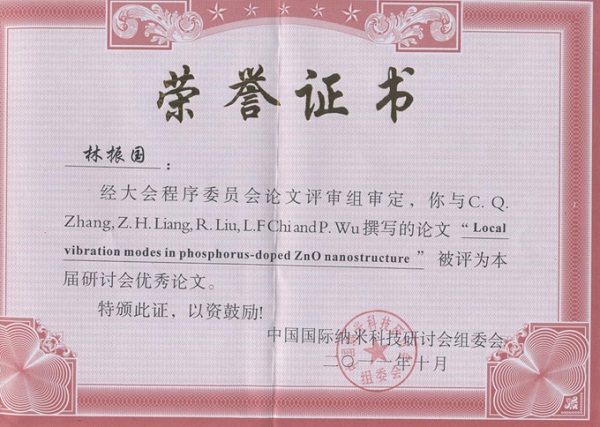 荣誉证书
林振国：
经大会程序委员会论文评审组审定，你与C. Q.
Zhang, Z. H. Liang, R. Liu, L.F Chi and P. Wu 撰写的论文 “ Local
vibration modes in phosphorus-doped ZnO nanostructure ” 被评为本
届研讨会优秀论文。
特颁此证，以资鼓励！
中国国际纳米科技研讨会组委会
二〇一一年十月
组委会